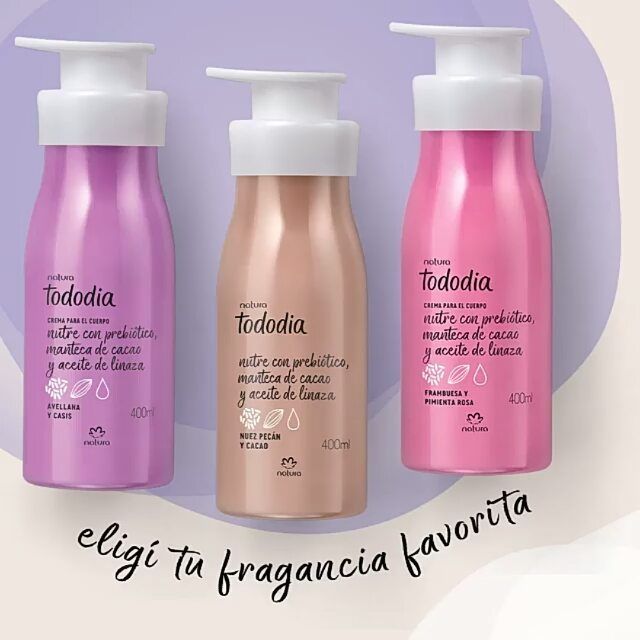 natura
tododia
CREMA PARA EL CUERPO
nutre con prebiótico,
manteca de cacao
y aceite de linaza
AVELLANA
Y CASIS
400ml
natura
natura
tododia
nutre con prebiótico,
manteca de cacao
y aceite de linaza
NUEZ PECÁN
Y CACAO
400ml
natura
natura
tododia
CREMA PARA EL CUERPO
nutre con prebiótico,
manteca de cacao
y aceite de linaza
FRAMBUESA Y
PIMIENTA ROSA
400ml
natura
elegí tu fragancia favorita